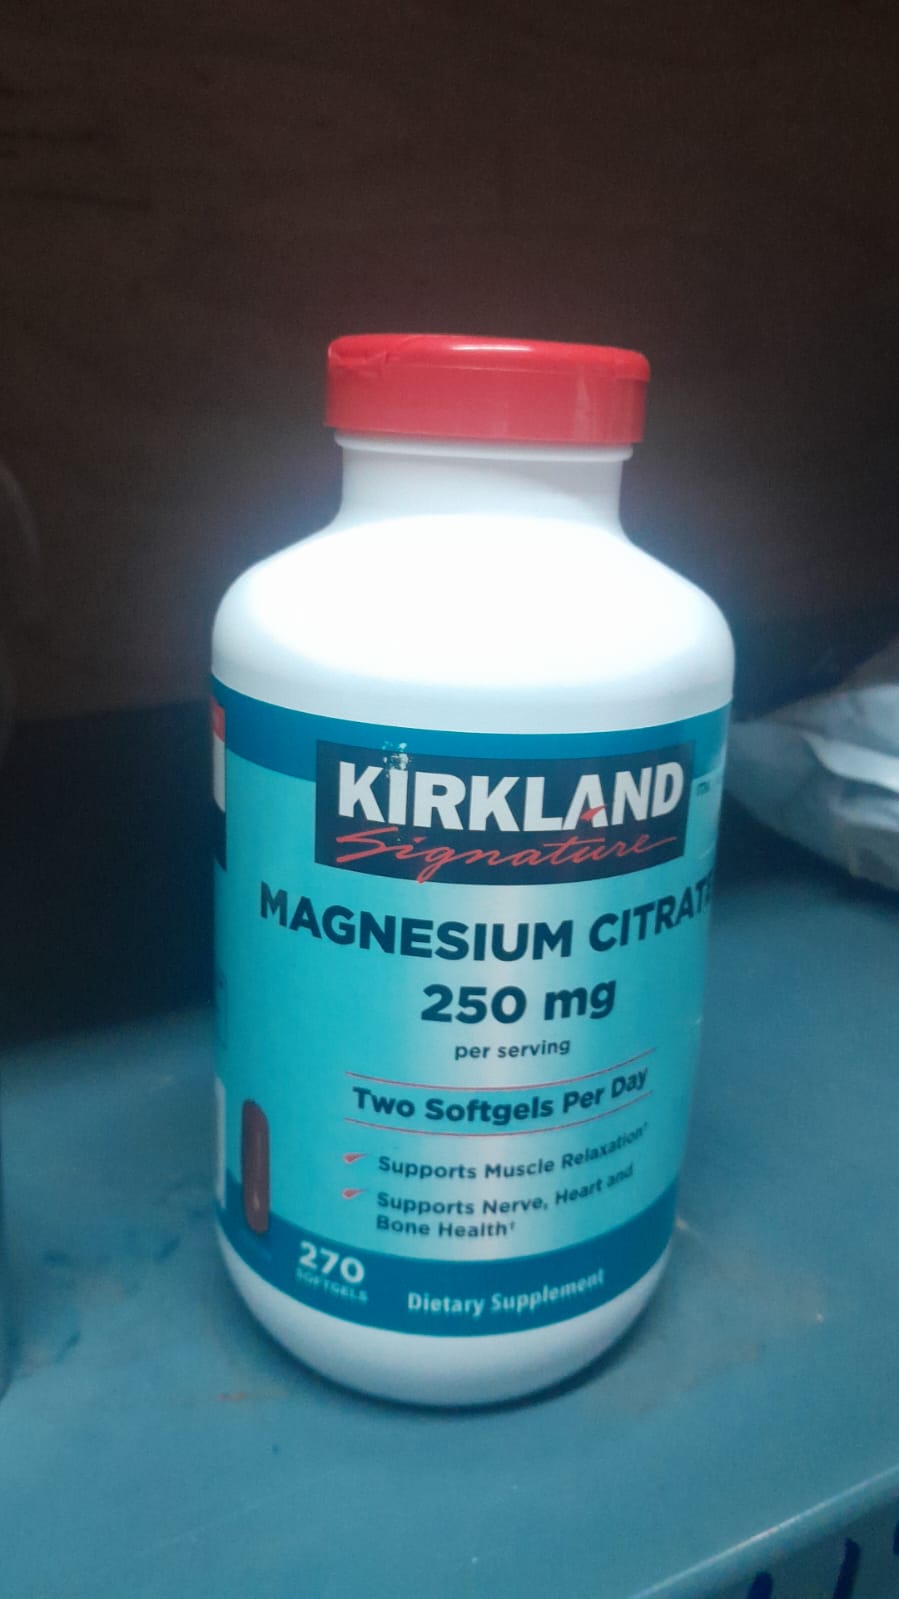 KIRKLAND
Signature
MAGNESIUM CITRATE
250 mg
per serving
Two Softgels Per Day
Supports Muscle Relaxation†
Supports Nerve, Heart and
Bone Health†
270
SOFTGELS
Dietary Supplement